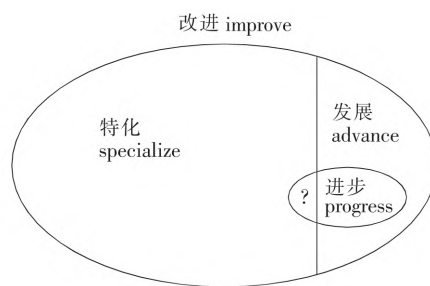 改进 improve
特化
specialize
发展
advance
?
进步
progress